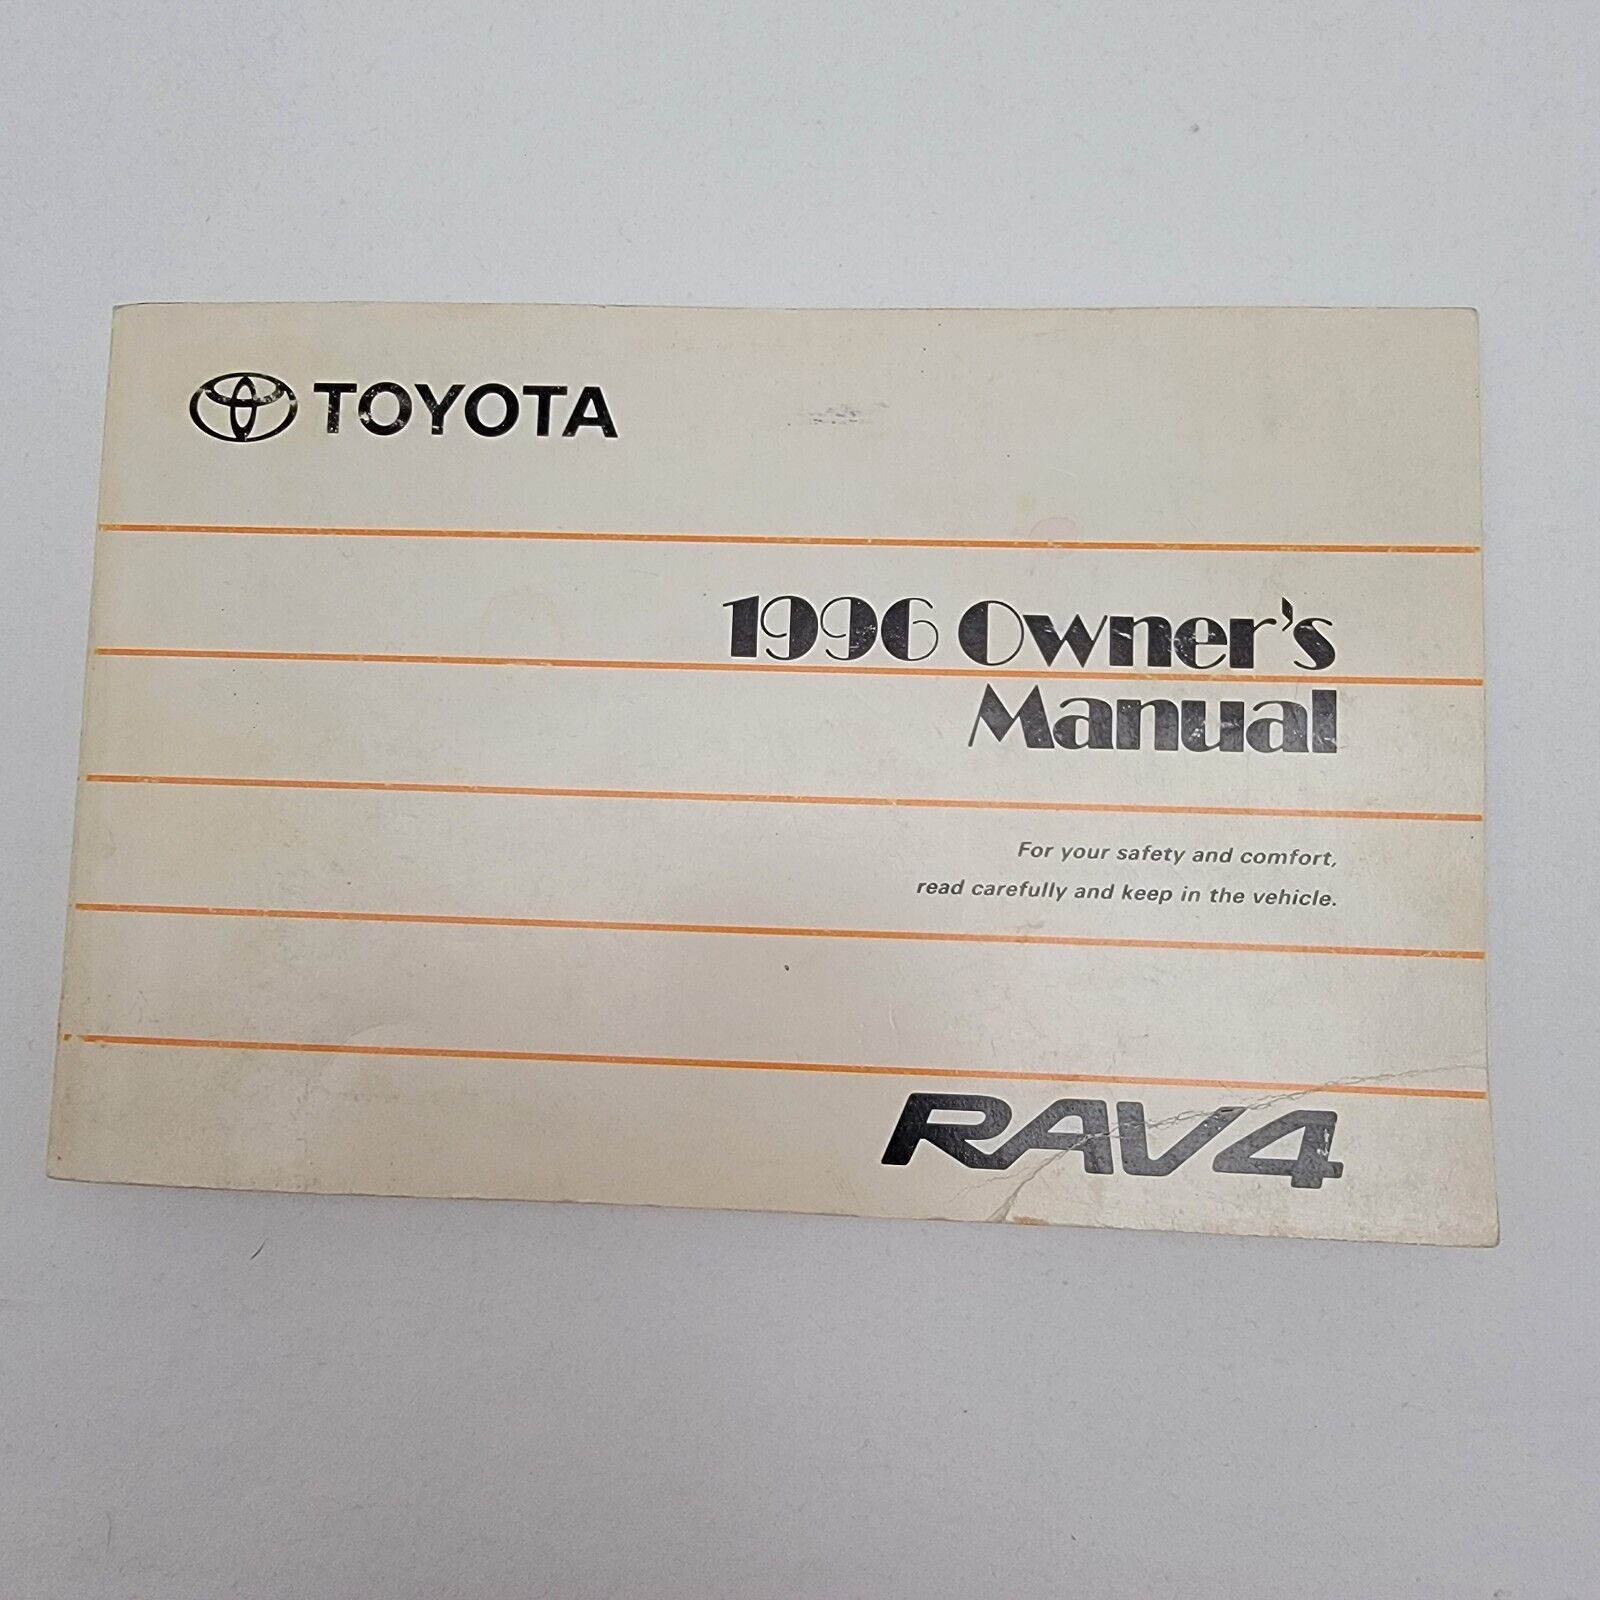 TOYOTA
1996 Owner's
Manual
For your safety and comfort,
read carefully and keep in the vehicle.
RAV4